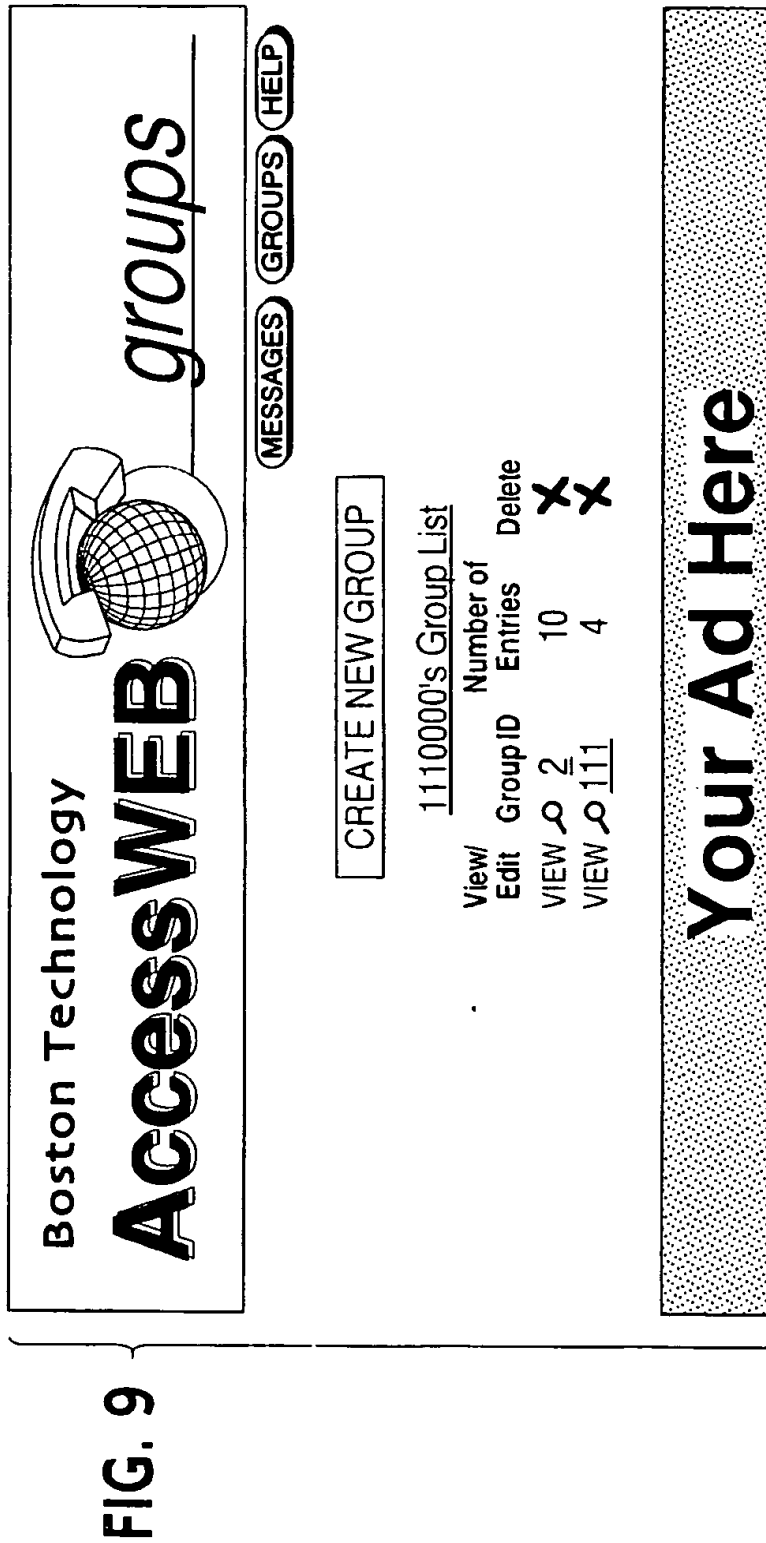 FIG. 9
Boston Technology
AccessWEB groups
MESSAGES GROUPS HELP
CREATE NEW GROUP
1110000's Group List
View/ Number of
Edit Group ID Entries Delete
VIEW 2 10 X
VIEW 111 4 X
Your Ad Here